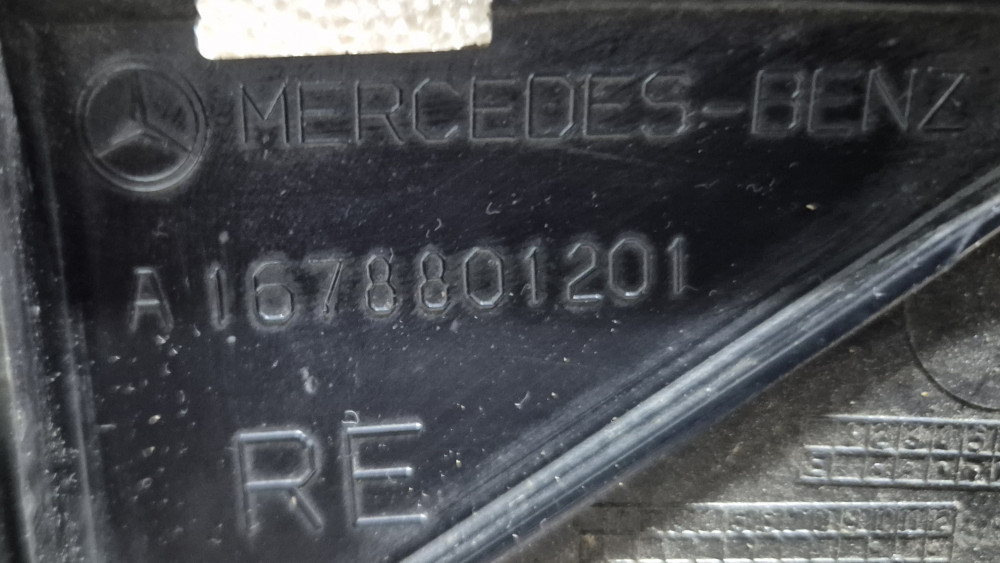 MERCEDES-BENZ
A 1678801201
RE